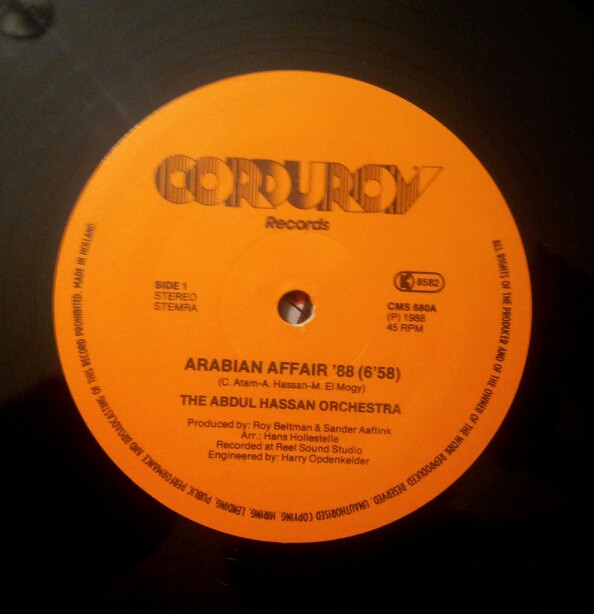 CORDUROY
Records
SIDE 1
STEREO
STEMRA
K 8582
CMS 680A
(P) 1988
45 RPM
ARABIAN AFFAIR '88 (6'58)
(C. Atam-A. Hassan-M. El Mogy)
THE ABDUL HASSAN ORCHESTRA
Produced by: Roy Beltman & Sander Aaftink
Arr.: Hans Hollestelle
Recorded at Reel Sound Studio
Engineered by: Harry Opdenkelder
ALL RIGHTS OF THE PRODUCER AND OF THE OWNER OF THE WORK REPRODUCED RESERVED. UNAUTHORISED COPYING, HIRING, LENDING, PUBLIC PERFORMANCE AND BROADCASTING OF THIS RECORD PROHIBITED. MADE IN HOLLAND